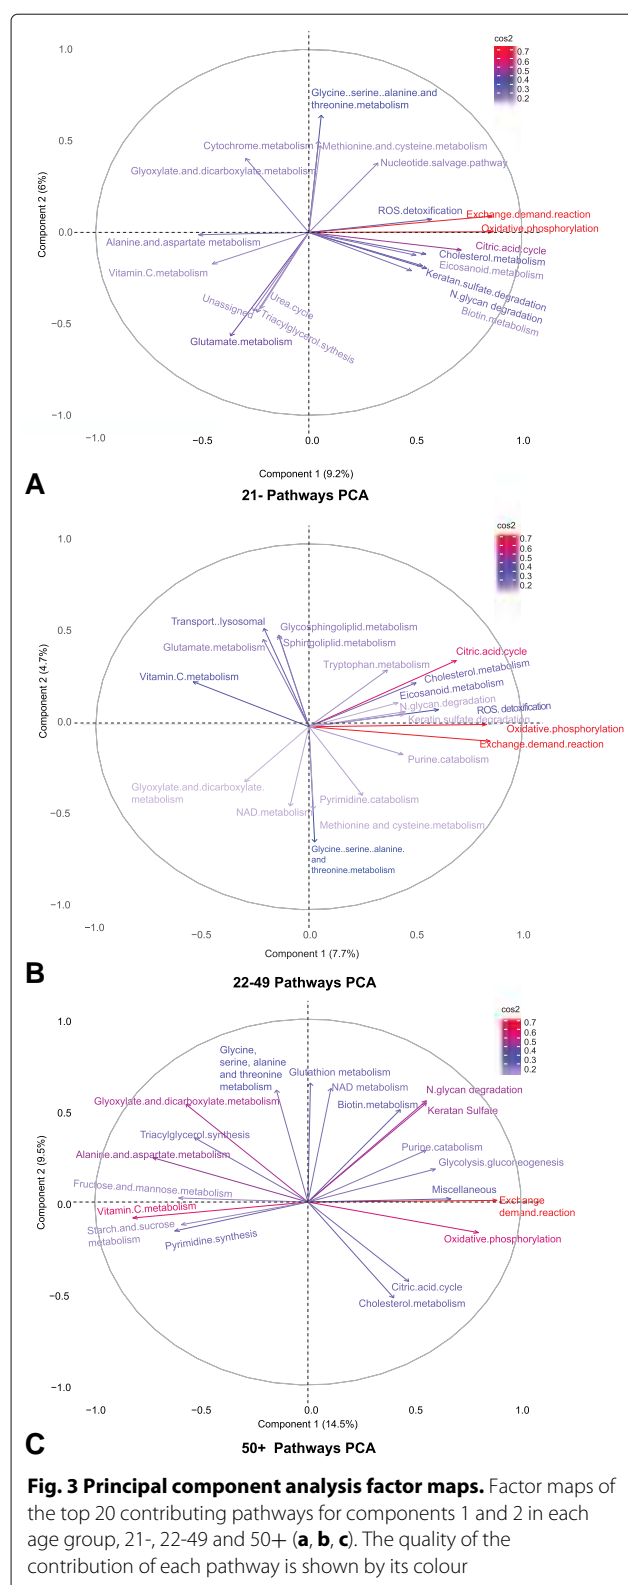 cos2
0.7
0.6
0.5
0.4
0.3
0.2
1.0
0.5
0.0
-0.5
-1.0
Component 2 (6%)
Glycine..serine..alanine.and
threonine.metabolism
Cytochrome.metabolism
Methionine.and.cysteine.metabolism
Glyoxylate.and.dicarboxylate.metabolism
Nucleotide.salvage.pathway
ROS.detoxification
Exchange.demand.reaction
Oxidative.phosphorylation
Alanine.and.aspartate metabolism
Citric.acid.cycle
Cholesterol.metabolism
Eicosanoid.metabolism
Vitamin.C.metabolism
Keratan.sulfate.degradation
N.glycan degradation
Biotin.metabolism
Urea.cycle
Unassigned
Triacylglycerol.sythesis
Glutamate.metabolism
-1.0
-0.5
0.0
0.5
1.0
Component 1 (9.2%)
A
21- Pathways PCA
cos2
0.7
0.6
0.5
0.4
0.3
0.2
1.0
0.5
0.0
-0.5
-1.0
Component 2 (4.7%)
Transport..lysosomal
Glycosphingoliplid.metabolism
Glutamate.metabolism
Sphingoliplid.metabolism
Citric.acid.cycle
Tryptophan.metabolism
Vitamin.C.metabolism
Cholesterol.metabolism
Eicosanoid.metabolism
N.glycan.degradation
ROS. detoxification
Keratin.sulfate degradation
Oxidative.phosphorylation
Exchange.demand.reaction
Purine.catabolism
Glyoxylate.and.dicarboxylate.
metabolism
Pyrimidine.catabolism
NAD.metabolism
Methionine and cysteine.metabolism
Glycine..serine..alanine.
and
threonine.metabolism
-1.0
-0.5
0.0
0.5
1.0
Component 1 (7.7%)
B
22-49 Pathways PCA
cos2
0.7
0.6
0.5
0.4
0.3
0.2
1.0
0.5
0.0
-0.5
-1.0
Component 2 (9.5%)
Glycine,
serine, alanine
and threonine
metabolism
Glutathion metabolism
NAD metabolism
N.glycan degradation
Biotin.metabolism
Keratan Sulfate
Glyoxylate.and.dicarboxylate.metabolism
Triacylglycerol.synthesis
Alanine.and.aspartate.metabolism
Purine.catabolism
Glycolysis.gluconeogenesis
Fructose.and.mannose.metabolism
Miscellaneous
Exchange
demand.reaction
Vitamin.C.metabolism
Starch.and.sucrose
metabolism
Pyrimidine.synthesis
Oxidative.phosphorylation
Citric.acid.cycle
Cholesterol.metabolism
-1.0
-0.5
0.0
0.5
1.0
Component 1 (14.5%)
C
50+ Pathways PCA
Fig. 3 Principal component analysis factor maps. Factor maps of
the top 20 contributing pathways for components 1 and 2 in each
age group, 21-, 22-49 and 50+ (a, b, c). The quality of the
contribution of each pathway is shown by its colour